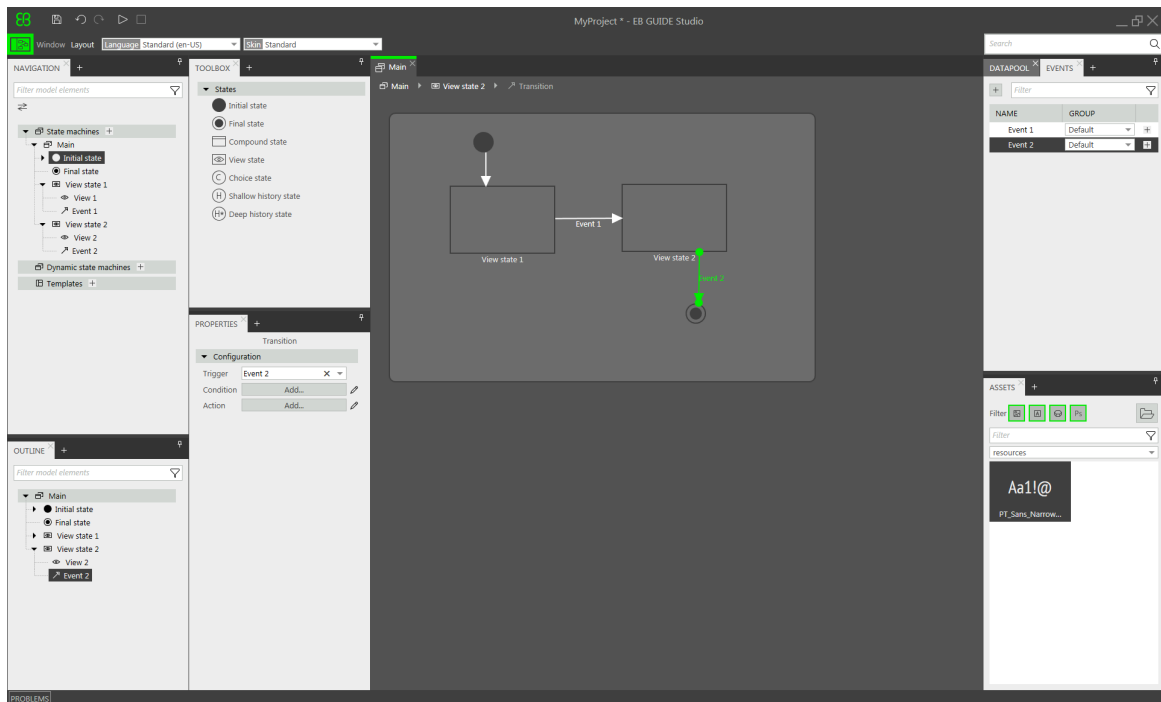 EB
MyProject * - EB GUIDE Studio
Window Layout Language Standard (en-US) Skin Standard
Search
NAVIGATION
Filter model elements
State machines
Main
Initial state
Final state
View state 1
View 1
Event 1
View state 2
View 2
Event 2
Dynamic state machines
Templates
OUTLINE
Filter model elements
Main
Initial state
Final state
View state 1
View state 2
View 2
Event 2
TOOLBOX
States
Initial state
Final state
Compound state
View state
C Choice state
H Shallow history state
H* Deep history state
PROPERTIES
Transition
Configuration
Trigger Event 2
Condition Add...
Action Add...
Main
Main View state 2 Transition
View state 1
Event 1
View state 2
Event 2
DATAPOOL EVENTS
Filter
NAME GROUP
Event 1 Default
Event 2 Default
ASSETS
Filter A Ps
Filter
resources
Aa1!@
PT_Sans_Narrow...
PROBLEMS